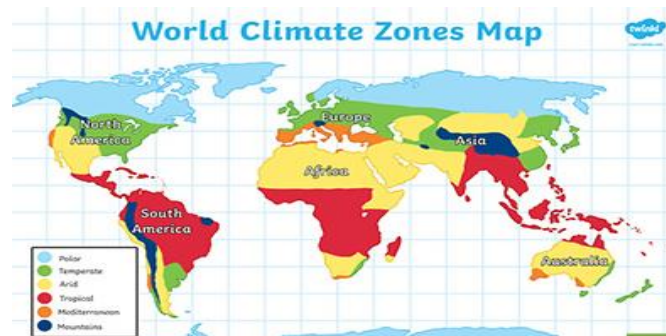 World Climate Zones Map
twinkl
North
America
Europe
Asia
Africa
South
America
Australia
Polar
Temperate
Arid
Tropical
Mediterranean
Mountains